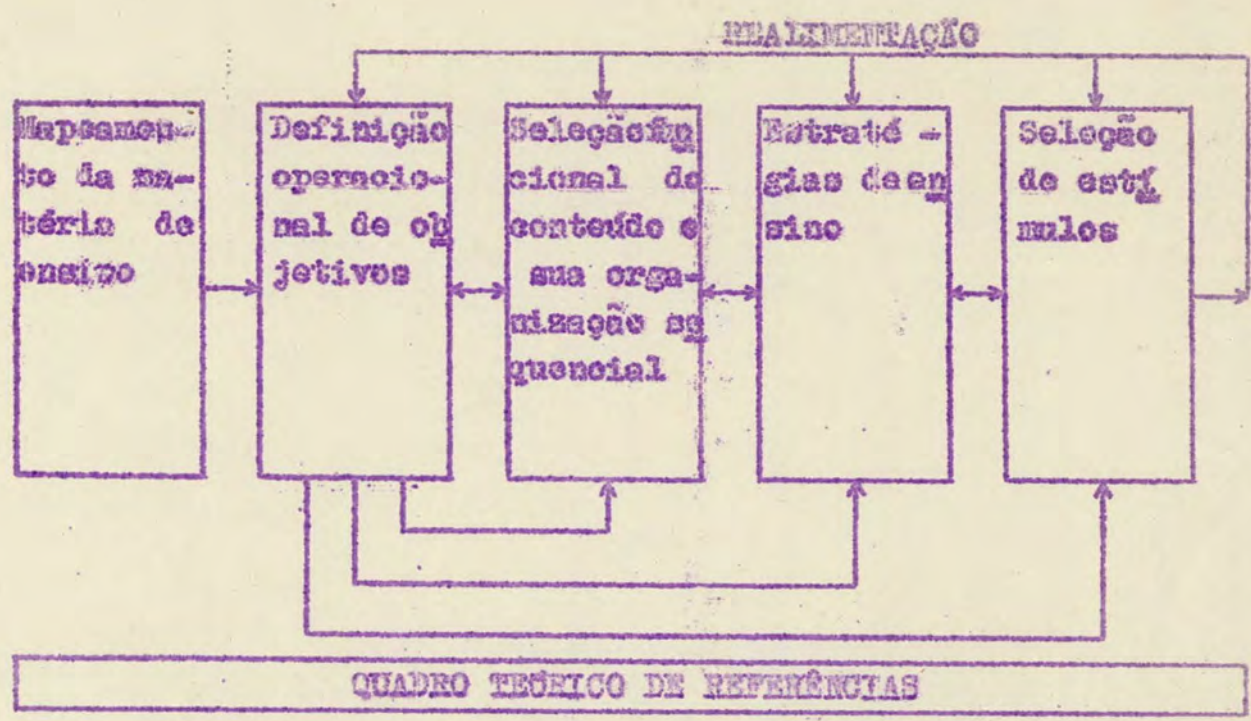 REALIMENTAÇÃO
Mapeamen-
to da ma-
téria de
ensino
Definição
operacio-
nal de ob
jetivos
Seleção
cional de
conteúdo e
sua orga-
nização se
quencial
Estraté -
gias de en
sino
Seleção
de estí
mulos
QUADRO TEÓRICO DE REFERÊNCIAS